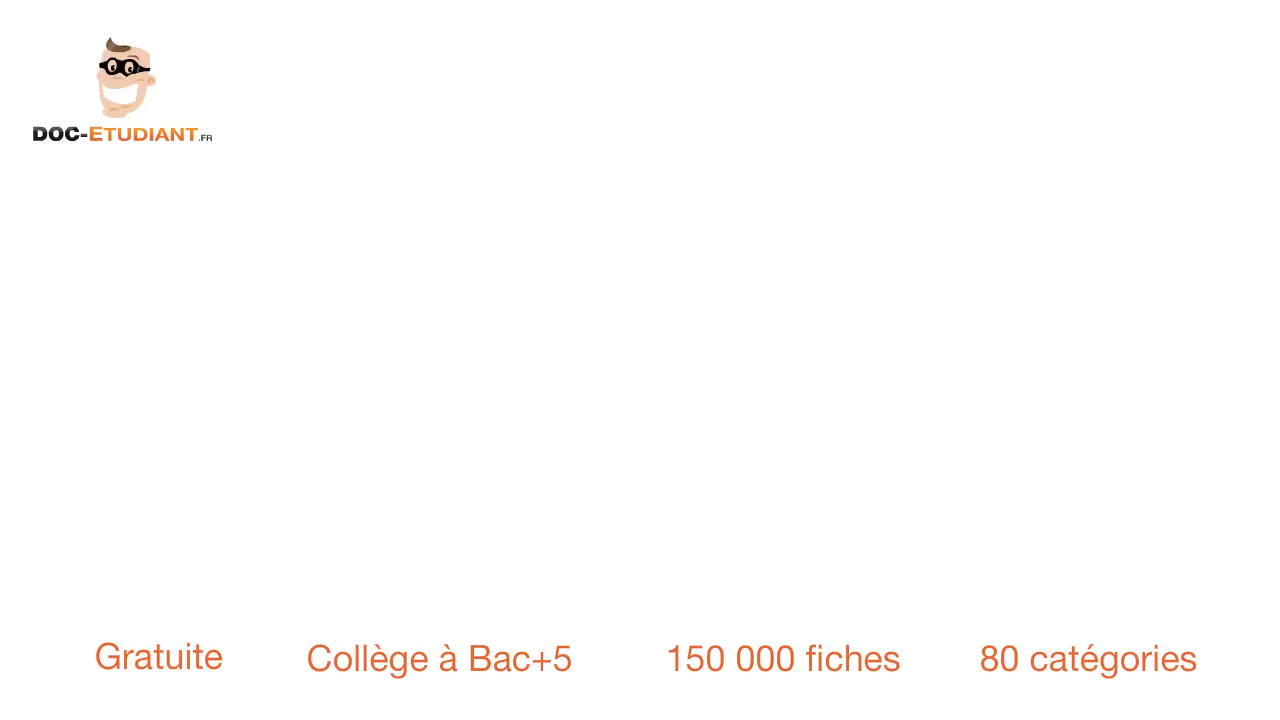 DOC-ETUDIANT.FR
Gratuite
Collège à Bac+5
150 000 fiches
80 catégories